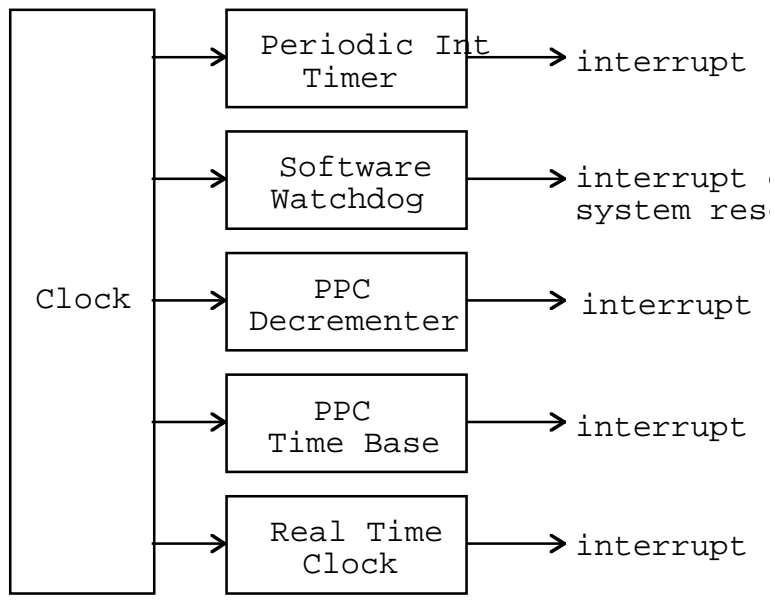 Periodic Int
Timer
interrupt
Software
Watchdog
interrupt
system
Clock
PPC
Decrementer
interrupt
PPC
Time Base
interrupt
Real Time
Clock
interrupt